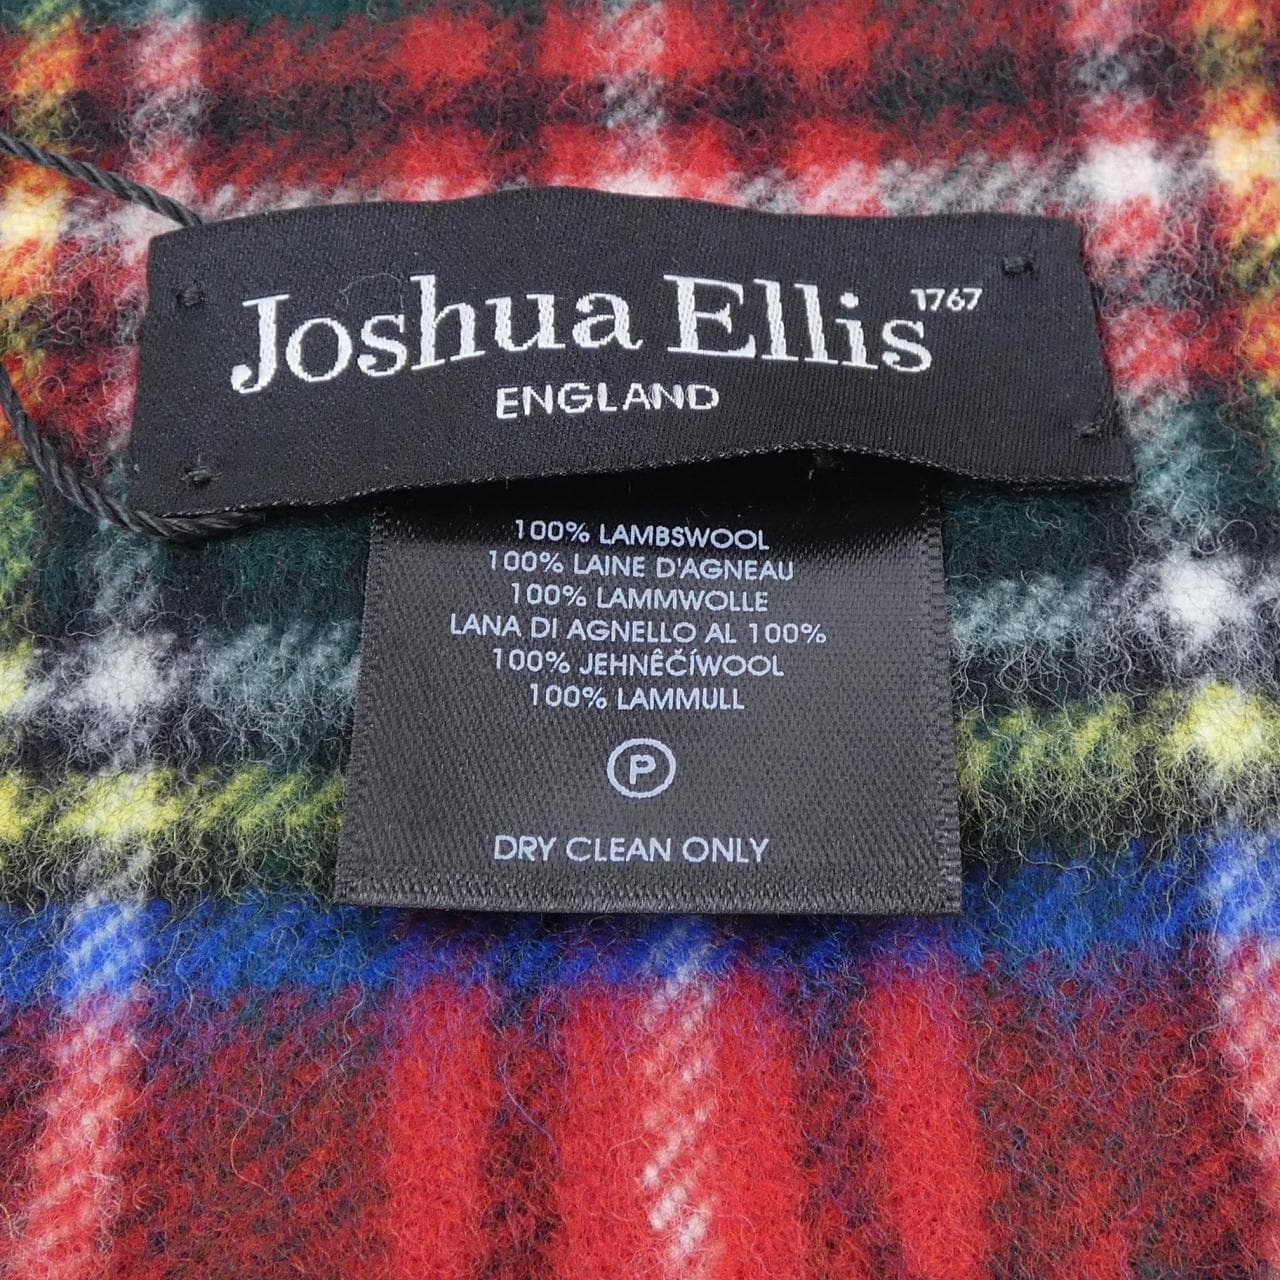 Joshua Ellis 1767
ENGLAND
100% LAMBSWOOL
100% LAINE D'AGNEAU
100% LAMMWOLLE
LANA DI AGNELLO AL 100%
100% JEHNÊČÍWOOL
100% LAMMULL
P
DRY CLEAN ONLY